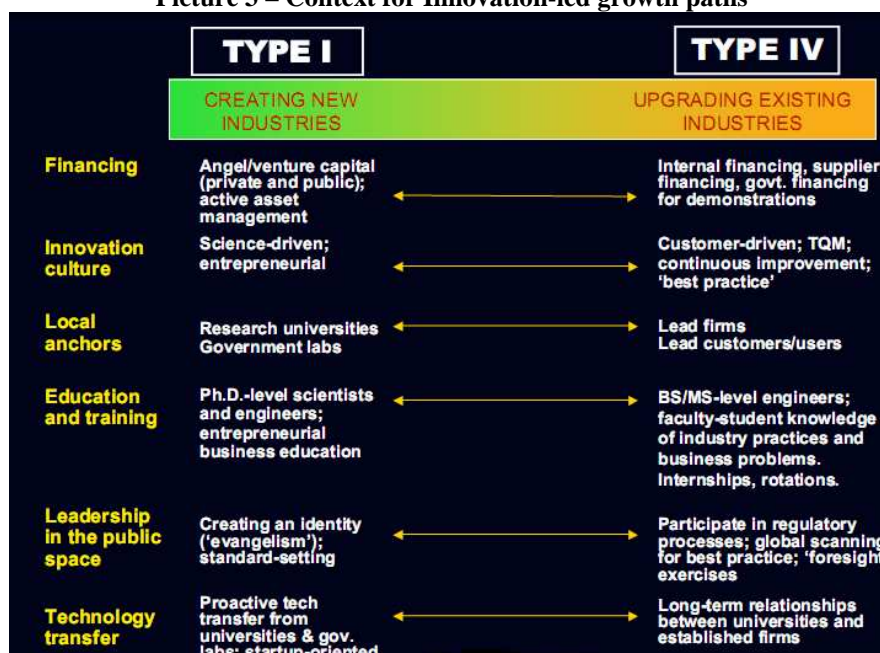 Picture 3 – Context for Innovation-led growth paths
TYPE I
TYPE IV
CREATING NEW
INDUSTRIES
UPGRADING EXISTING
INDUSTRIES
Financing
Angel/venture capital
(private and public);
active asset
management
Internal financing, supplier
financing, govt. financing
for demonstrations
Innovation
culture
Science-driven;
entrepreneurial
Customer-driven; TQM;
continuous improvement;
‘best practice’
Local
anchors
Research universities
Government labs
Lead firms
Lead customers/users
Education
and training
Ph.D.-level scientists
and engineers;
entrepreneurial
business education
BS/MS-level engineers;
faculty-student knowledge
of industry practices and
business problems.
Internships, rotations.
Leadership
in the public
space
Creating an identity
(‘evangelism’);
standard-setting
Participate in regulatory
processes; global scanning
for best practice; ‘foresight
exercises
Technology
transfer
Proactive tech
transfer from
universities & gov.
labs; startup-oriented
Long-term relationships
between universities and
established firms